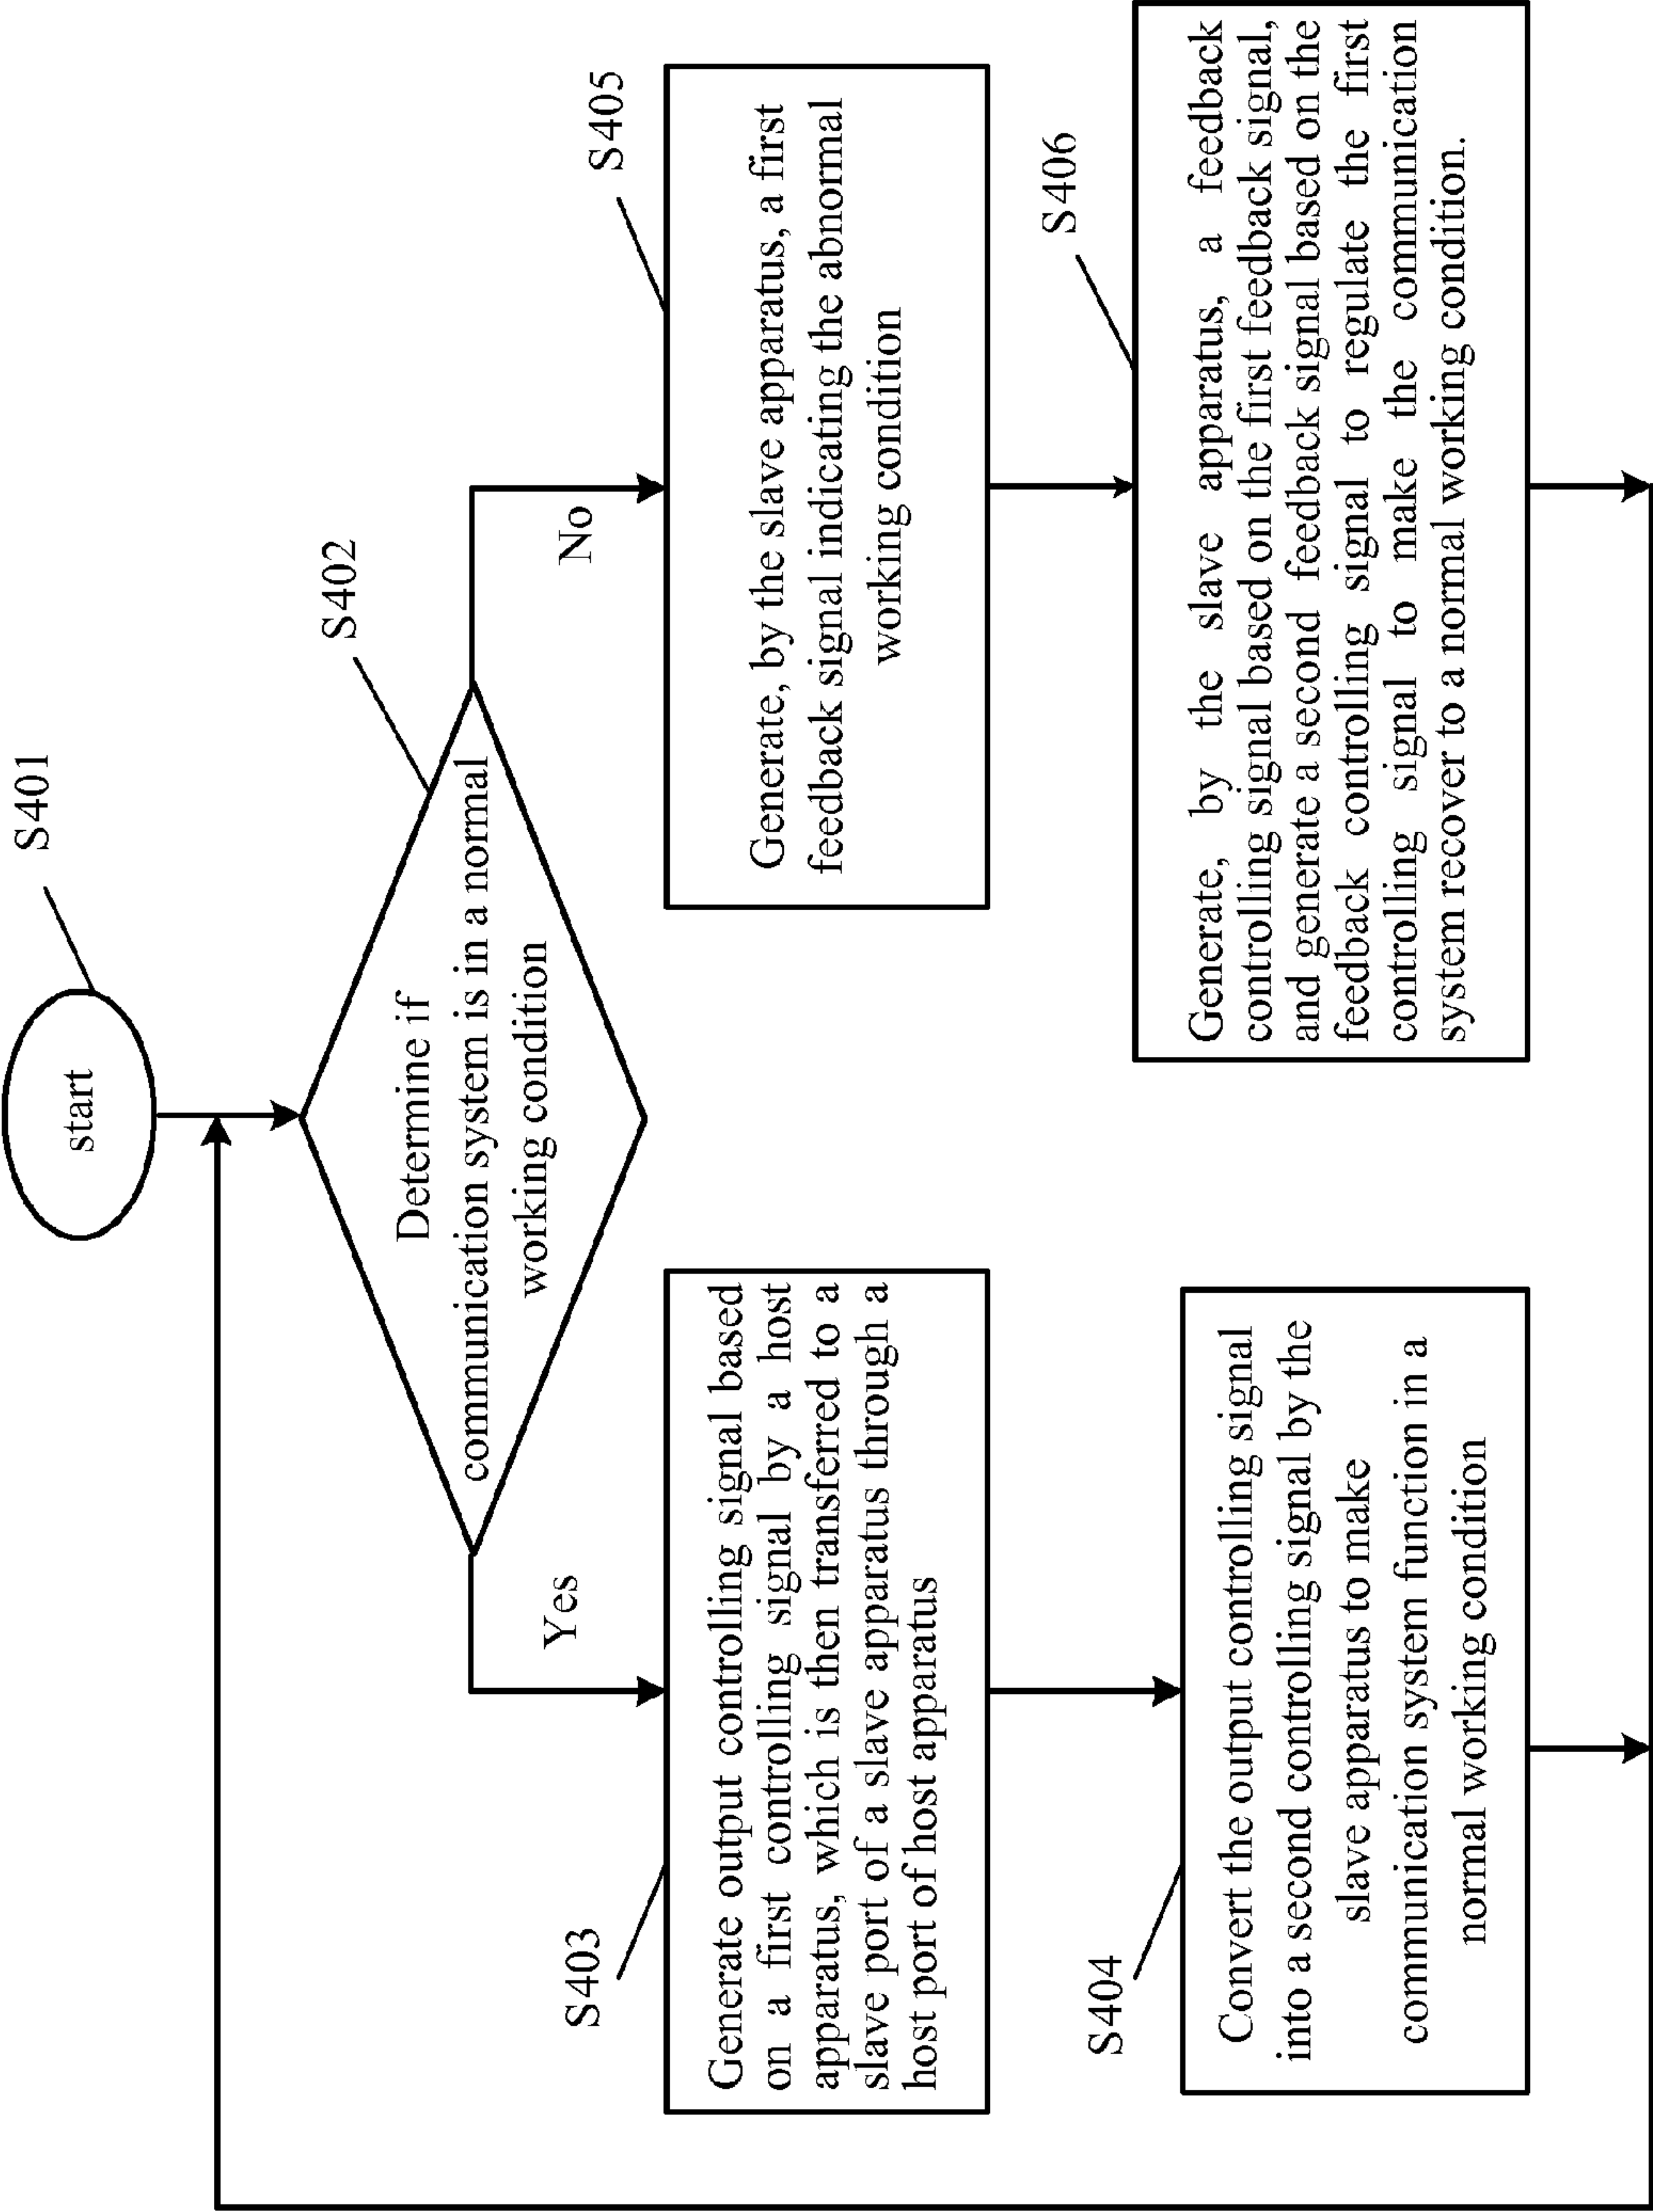 start
S401
Determine if
communication system is in a normal
working condition
S402
Yes
No
Generate output controlling signal based
on a first controlling signal by a host
apparatus, which is then transferred to a
slave port of a slave apparatus through a
host port of host apparatus
S403
Convert the output controlling signal
into a second controlling signal by the
slave apparatus to make
communication system function in a
normal working condition
S404
Generate, by the slave apparatus, a first
feedback signal indicating the abnormal
working condition
S405
Generate, by the slave apparatus, a feedback
controlling signal based on the first feedback signal,
and generate a second feedback signal based on the
feedback controlling signal to regulate the first
controlling signal to make the communication
system recover to a normal working condition.
S406